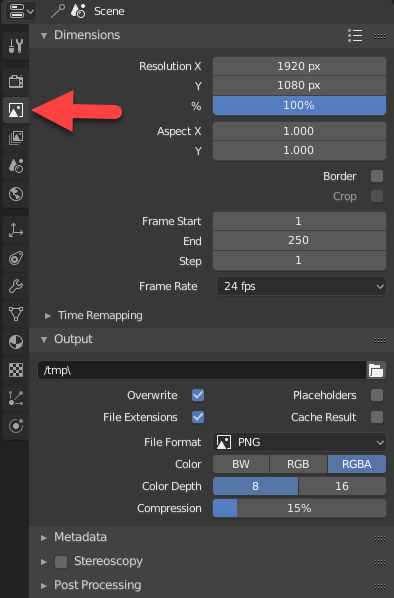 Scene
Dimensions
Resolution X 1920 px
Y 1080 px
% 100%
Aspect X 1.000
Y 1.000
Border
Crop
Frame Start 1
End 250
Step 1
Frame Rate 24 fps
Time Remapping
Output
/tmp\
Overwrite Placeholders
File Extensions Cache Result
File Format PNG
Color BW RGB RGBA
Color Depth 8 16
Compression 15%
Metadata
Stereoscopy
Post Processing